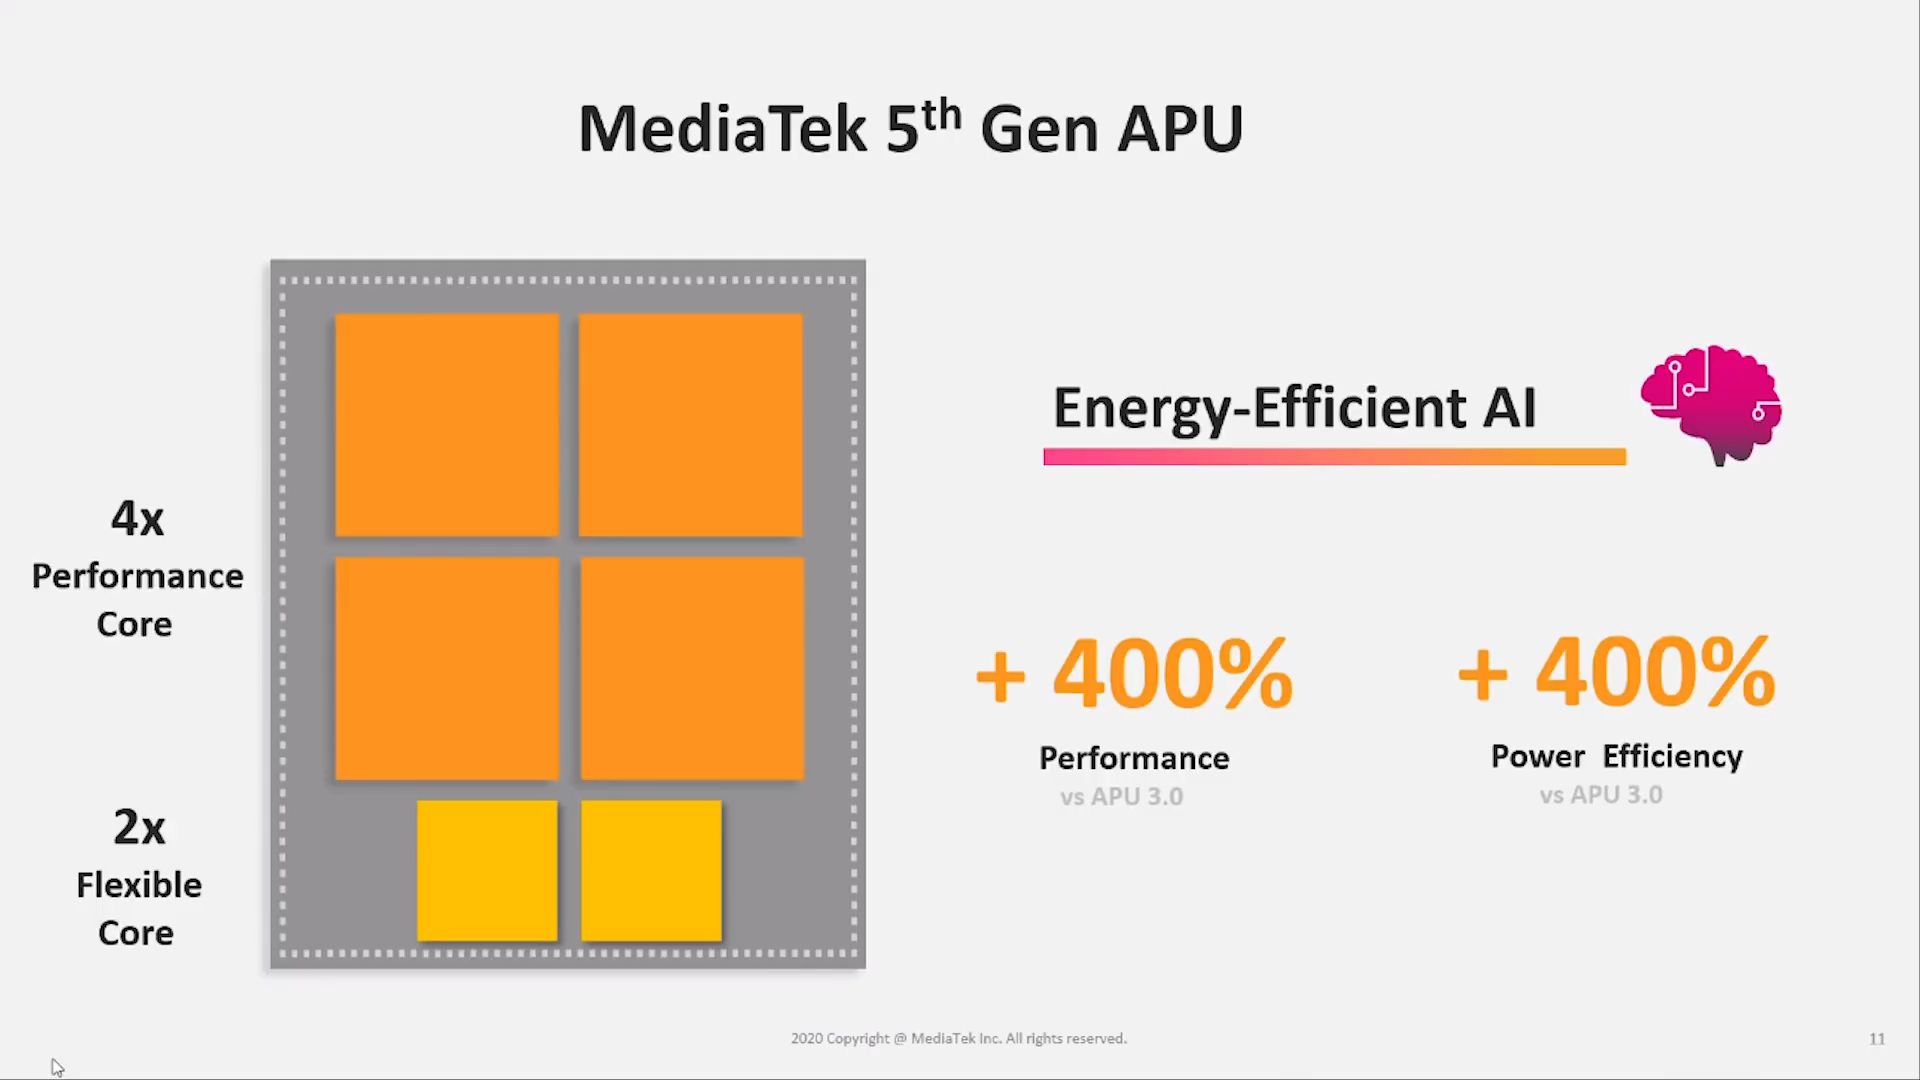 MediaTek 5th Gen APU
4x
Performance
Core
2x
Flexible
Core
Energy-Efficient AI
+ 400%
Performance
vs APU 3.0
+ 400%
Power Efficiency
vs APU 3.0
2020 Copyright @ MediaTek Inc. All rights reserved.
11